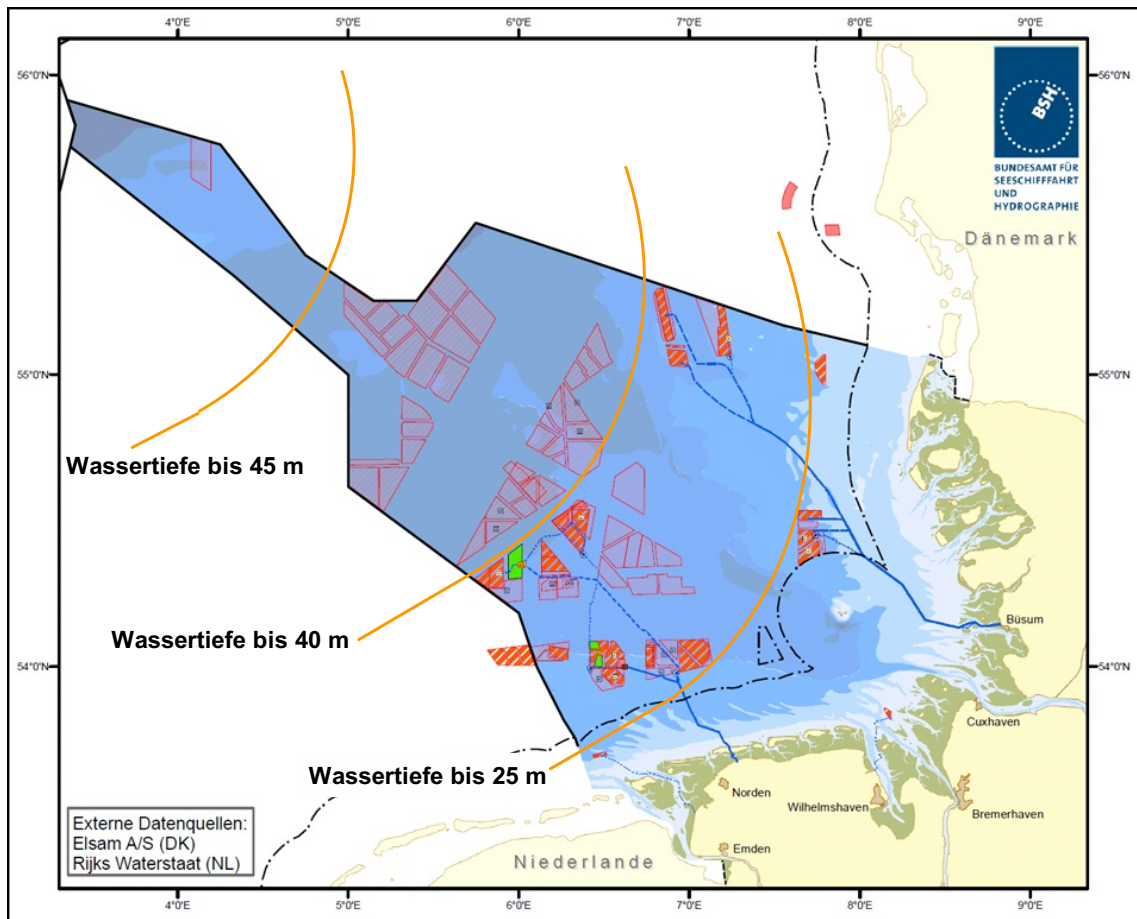 4°0'E 5°0'E 6°0'E 7°0'E 8°0'E 9°0'E
56°0'N 56°0'N
BSH
BUNDESAMT FÜR
SEESCHIFFFAHRT
UND
HYDROGRAPHIE
Dänemark
55°0'N 55°0'N
Wassertiefe bis 45 m
Büsum
Wassertiefe bis 40 m
54°0'N 54°0'N
Cuxhaven
Wassertiefe bis 25 m
Norden
Wilhelmshaven
Bremerhaven
Externe Datenquellen:
Elsam A/S (DK)
Rijks Waterstaat (NL)
Emden
Niederlande
4°0'E 5°0'E 6°0'E 7°0'E 8°0'E 9°0'E